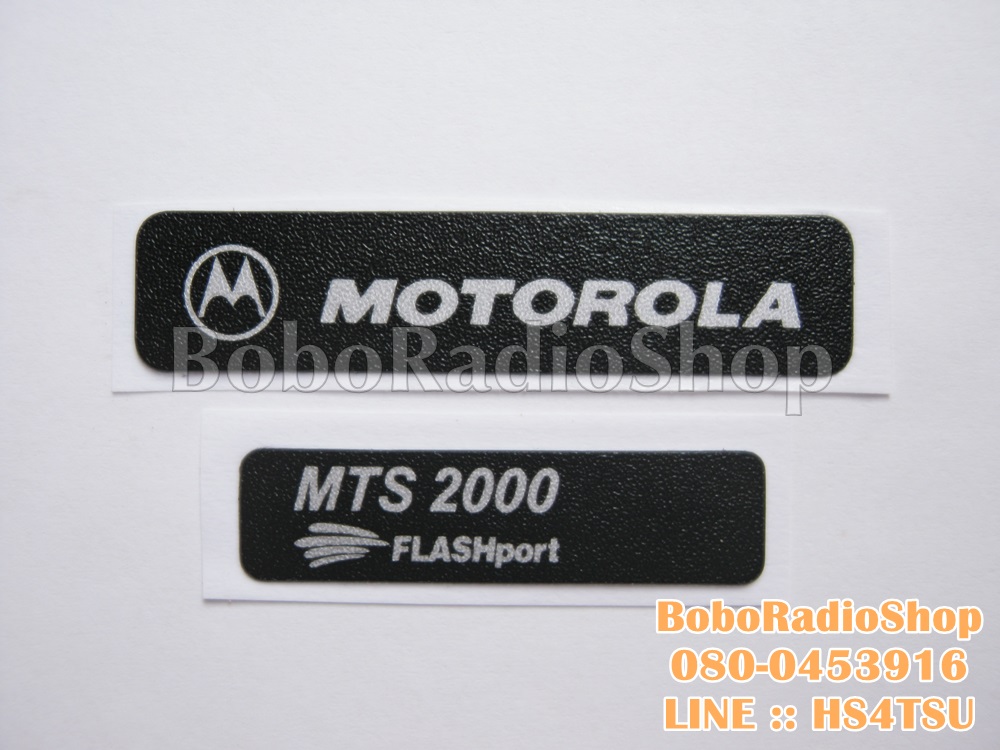 MOTOROLA
BoboRadioShop
MTS 2000
FLASHport
BoboRadioShop
080-0453916
LINE :: HS4TSU